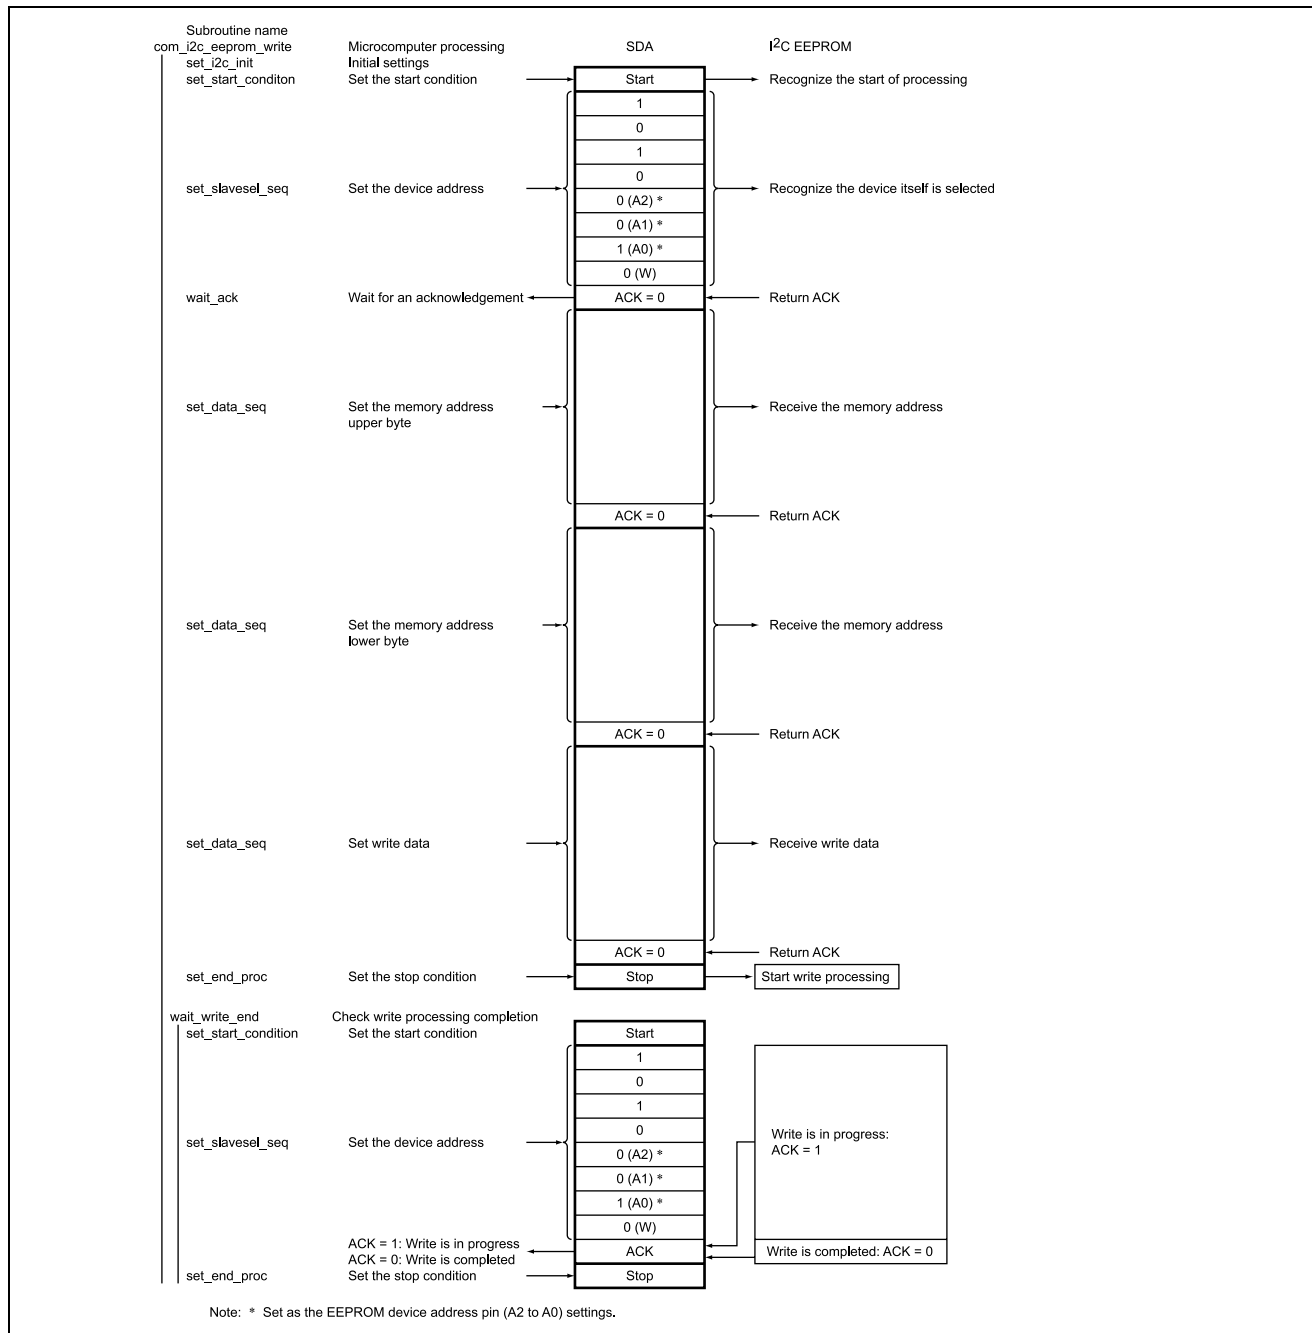 Subroutine name
com_i2c_eeprom_write Microcomputer processing SDA I2C EEPROM
set_i2c_init Initial settings
set_start_conditon Set the start condition Start Recognize the start of processing
1
0
1
0
set_slavesel_seq Set the device address Recognize the device itself is selected
0 (A2) *
0 (A1) *
1 (A0) *
0 (W)
wait_ack Wait for an acknowledgement ACK = 0 Return ACK
set_data_seq Set the memory address Receive the memory address
upper byte
ACK = 0 Return ACK
set_data_seq Set the memory address Receive the memory address
lower byte
ACK = 0 Return ACK
set_data_seq Set write data Receive write data
ACK = 0 Return ACK
set_end_proc Set the stop condition Stop Start write processing
wait_write_end Check write processing completion
set_start_condition Set the start condition Start
1
0
1
0
Write is in progress:
set_slavesel_seq Set the device address
ACK = 1
0 (A2) *
0 (A1) *
1 (A0) *
0 (W)
ACK = 1: Write is in progress
ACK Write is completed: ACK = 0
ACK = 0: Write is completed
set_end_proc Set the stop condition Stop
Note: * Set as the EEPROM device address pin (A2 to A0) settings.